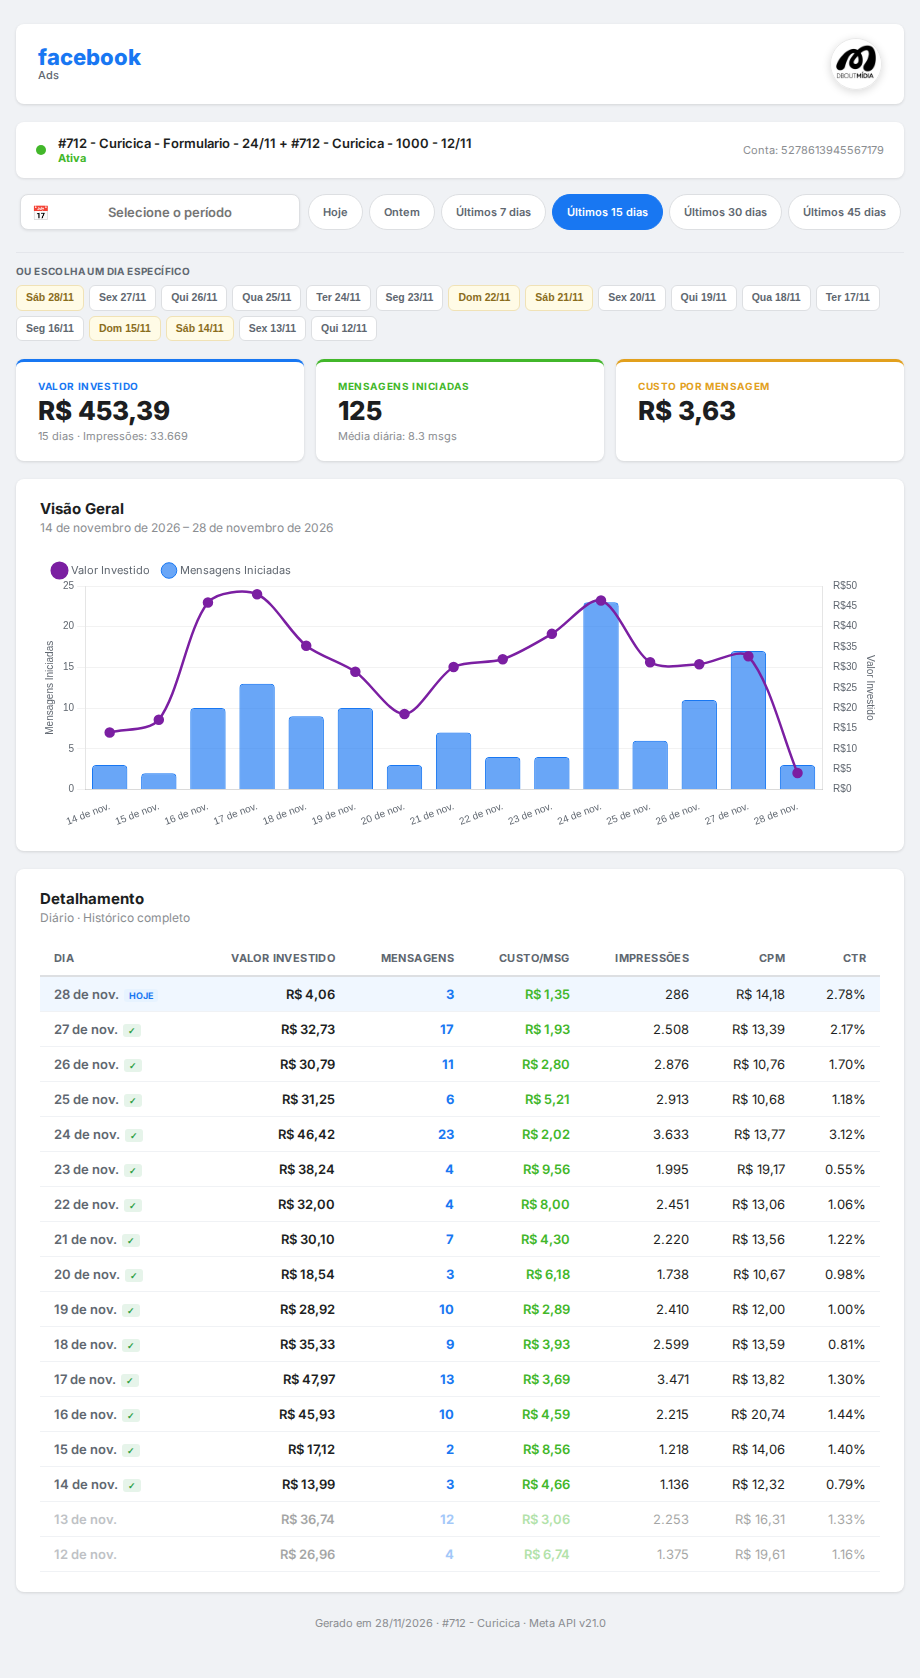 facebook
Ads
DBOUTMÍDIA
#712 - Curicica - Formulario - 24/11 + #712 - Curicica - 1000 - 12/11
Ativa
Conta: 5278613945567179
Selecione o período
Hoje
Ontem
Últimos 7 dias
Últimos 15 dias
Últimos 30 dias
Últimos 45 dias
OU ESCOLHA UM DIA ESPECÍFICO
Sáb 28/11 Sex 27/11 Qui 26/11 Qua 25/11 Ter 24/11 Seg 23/11 Dom 22/11 Sáb 21/11 Sex 20/11 Qui 19/11 Qua 18/11 Ter 17/11
Seg 16/11 Dom 15/11 Sáb 14/11 Sex 13/11 Qui 12/11
VALOR INVESTIDO
R$ 453,39
15 dias · Impressões: 33.669
MENSAGENS INICIADAS
125
Média diária: 8.3 msgs
CUSTO POR MENSAGEM
R$ 3,63
Visão Geral
14 de novembro de 2026 – 28 de novembro de 2026
Valor Investido
Mensagens Iniciadas
Mensagens Iniciadas
25
20
15
10
5
0
R$50
R$45
R$40
R$35
R$30
R$25
R$20
R$15
R$10
R$5
R$0
Valor Investido
14 de nov. 15 de nov. 16 de nov. 17 de nov. 18 de nov. 19 de nov. 20 de nov. 21 de nov. 22 de nov. 23 de nov. 24 de nov. 25 de nov. 26 de nov. 27 de nov. 28 de nov.
Detalhamento
Diário · Histórico completo
DIA VALOR INVESTIDO MENSAGENS CUSTO/MSG IMPRESSÕES CPM CTR
28 de nov. HOJE R$ 4,06 3 R$ 1,35 286 R$ 14,18 2.78%
27 de nov. ✓ R$ 32,73 17 R$ 1,93 2.508 R$ 13,39 2.17%
26 de nov. ✓ R$ 30,79 11 R$ 2,80 2.876 R$ 10,76 1.70%
25 de nov. ✓ R$ 31,25 6 R$ 5,21 2.913 R$ 10,68 1.18%
24 de nov. ✓ R$ 46,42 23 R$ 2,02 3.633 R$ 13,77 3.12%
23 de nov. ✓ R$ 38,24 4 R$ 9,56 1.995 R$ 19,17 0.55%
22 de nov. ✓ R$ 32,00 4 R$ 8,00 2.451 R$ 13,06 1.06%
21 de nov. ✓ R$ 30,10 7 R$ 4,30 2.220 R$ 13,56 1.22%
20 de nov. ✓ R$ 18,54 3 R$ 6,18 1.738 R$ 10,67 0.98%
19 de nov. ✓ R$ 28,92 10 R$ 2,89 2.410 R$ 12,00 1.00%
18 de nov. ✓ R$ 35,33 9 R$ 3,93 2.599 R$ 13,59 0.81%
17 de nov. ✓ R$ 47,97 13 R$ 3,69 3.471 R$ 13,82 1.30%
16 de nov. ✓ R$ 45,93 10 R$ 4,59 2.215 R$ 20,74 1.44%
15 de nov. ✓ R$ 17,12 2 R$ 8,56 1.218 R$ 14,06 1.40%
14 de nov. ✓ R$ 13,99 3 R$ 4,66 1.136 R$ 12,32 0.79%
13 de nov. R$ 36,74 12 R$ 3,06 2.253 R$ 16,31 1.33%
12 de nov. R$ 26,96 4 R$ 6,74 1.375 R$ 19,61 1.16%
Gerado em 28/11/2026 · #712 - Curicica · Meta API v21.0